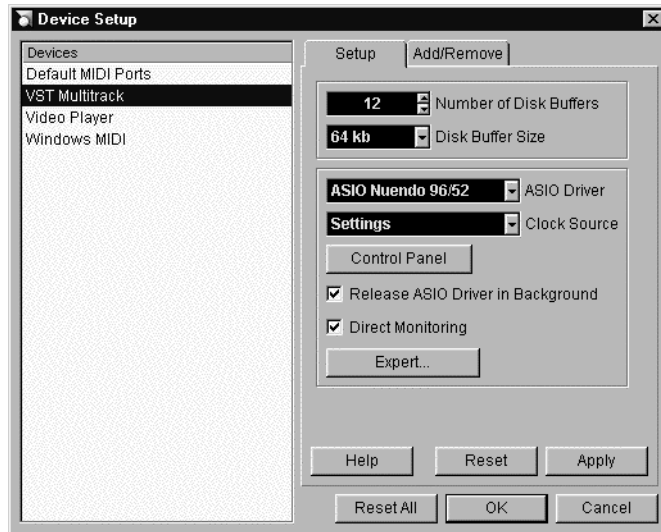 Device Setup
Devices
Default MIDI Ports
VST Multitrack
Video Player
Windows MIDI
Setup
Add/Remove
12
Number of Disk Buffers
64 kb
Disk Buffer Size
ASIO Nuendo 96/52
ASIO Driver
Settings
Clock Source
Control Panel
Release ASIO Driver in Background
Direct Monitoring
Expert...
Help
Reset
Apply
Reset All
OK
Cancel